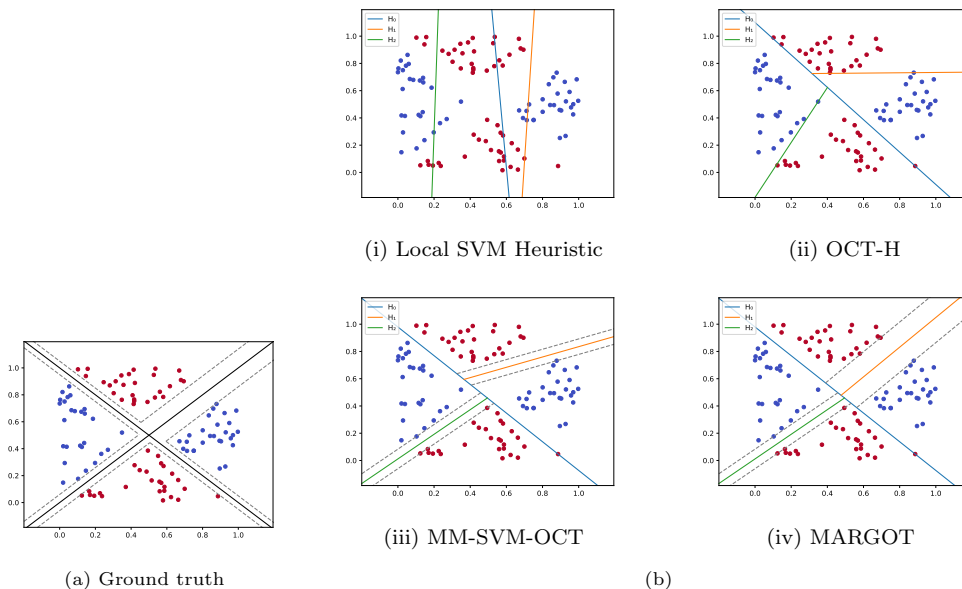 H₀
H₁
H₂
1.0
0.8
0.6
0.4
0.2
0.0
0.0 0.2 0.4 0.6 0.8 1.0
(i) Local SVM Heuristic
H₀
H₁
H₂
1.0
0.8
0.6
0.4
0.2
0.0
0.0 0.2 0.4 0.6 0.8 1.0
(ii) OCT-H
1.0
0.8
0.6
0.4
0.2
0.0
0.0 0.2 0.4 0.6 0.8 1.0
(a) Ground truth
H₀
H₁
H₂
1.0
0.8
0.6
0.4
0.2
0.0
0.0 0.2 0.4 0.6 0.8 1.0
(iii) MM-SVM-OCT
H₀
H₁
H₂
1.0
0.8
0.6
0.4
0.2
0.0
0.0 0.2 0.4 0.6 0.8 1.0
(iv) MARGOT
(b)